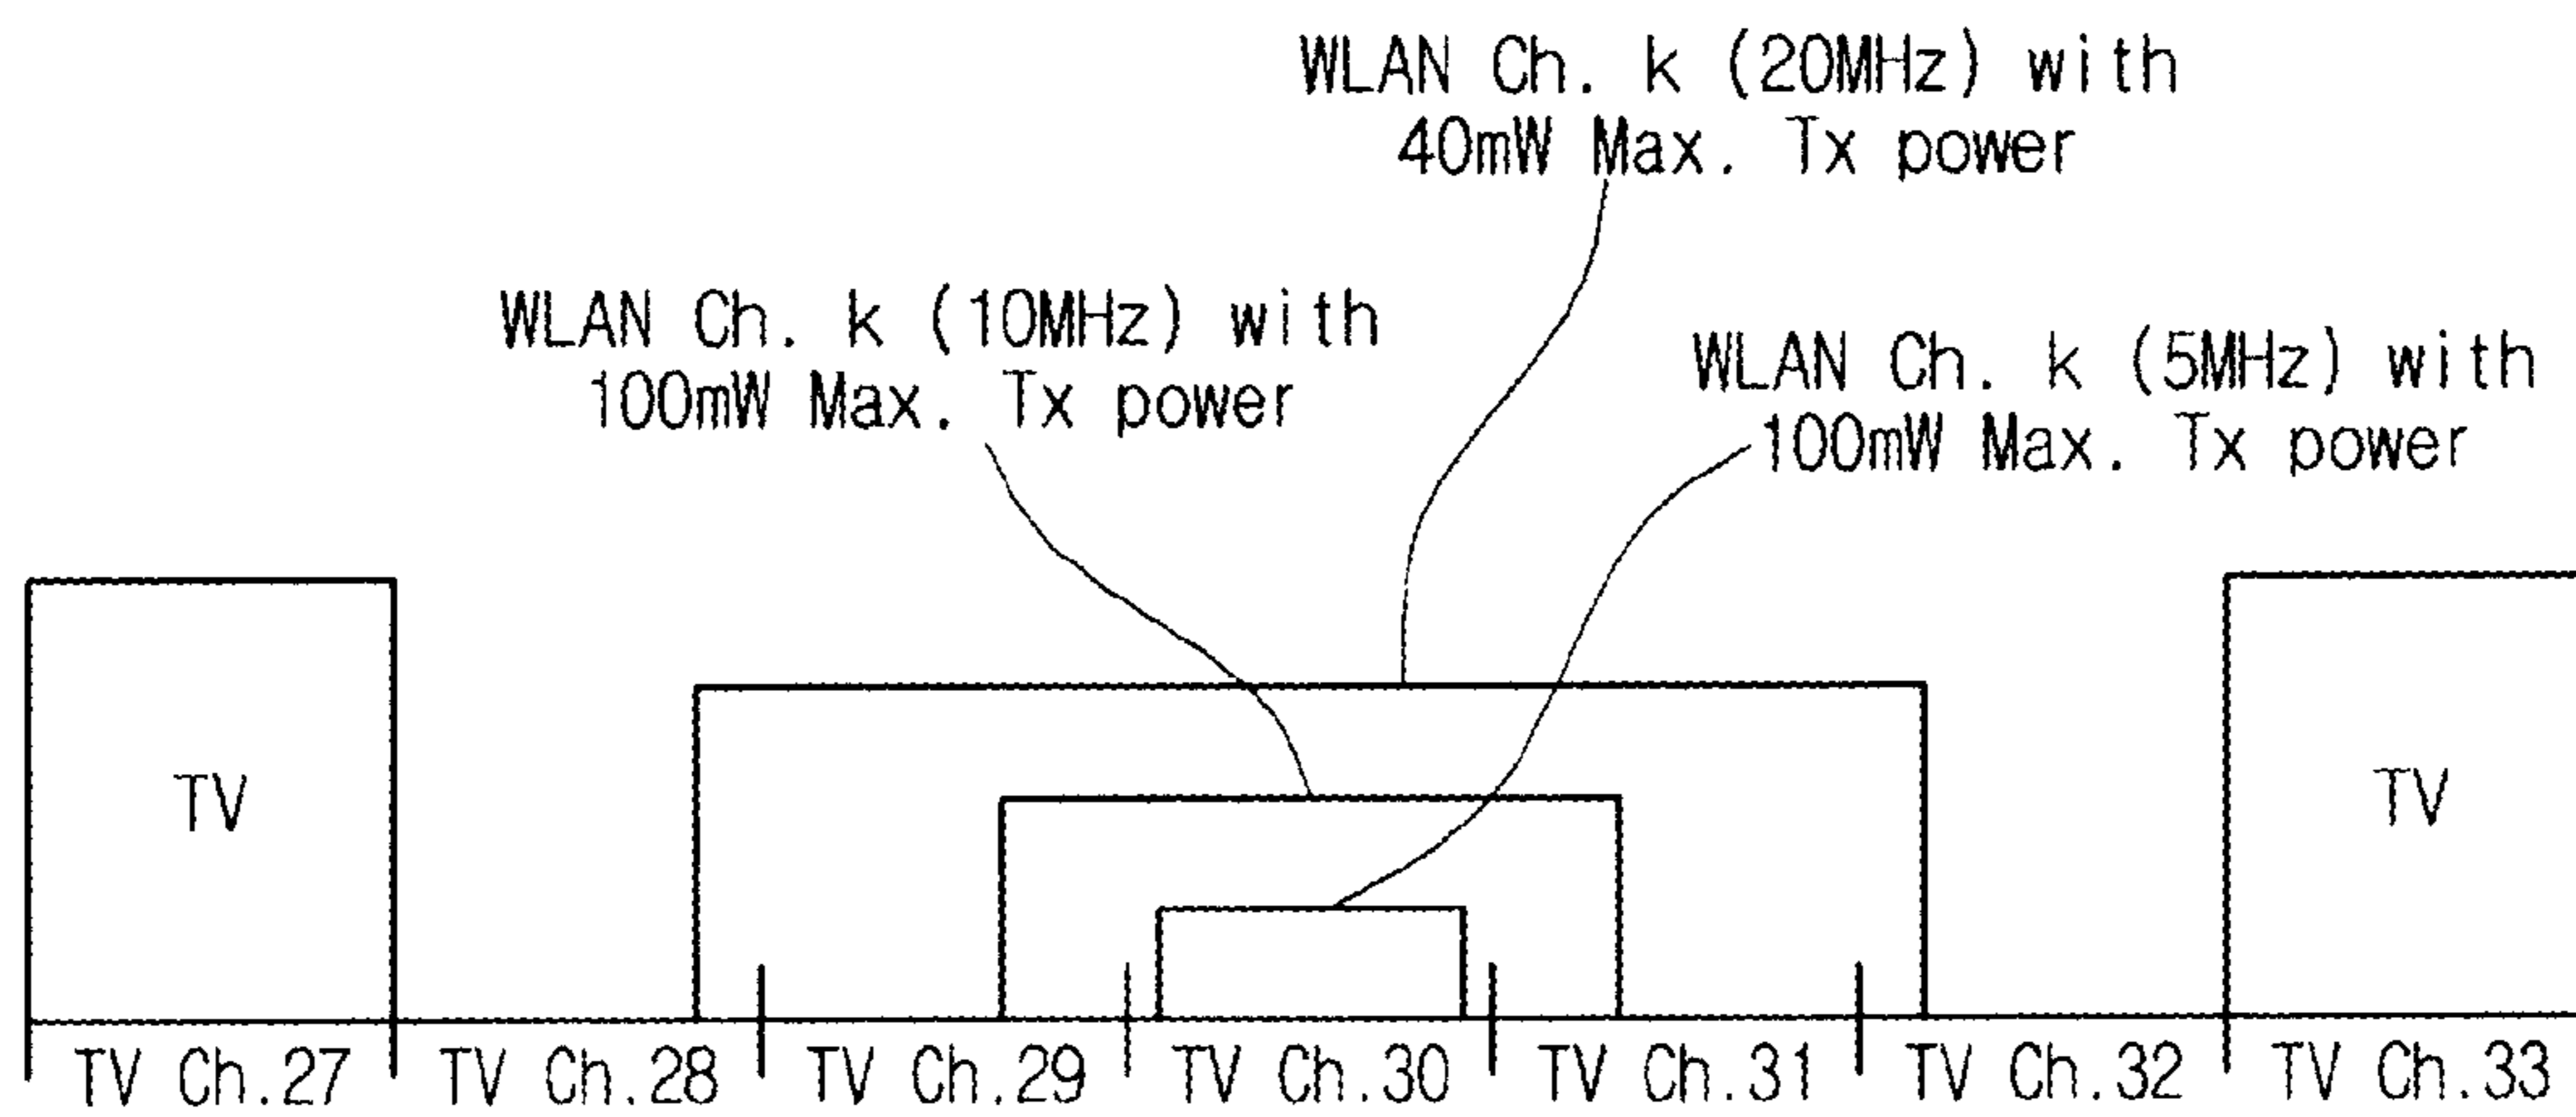 WLAN Ch. k (20MHz) with
40mW Max. Tx power
WLAN Ch. k (10MHz) with
100mW Max. Tx power
WLAN Ch. k (5MHz) with
100mW Max. Tx power
TV
TV
TV Ch.27
TV Ch.28
TV Ch.29
TV Ch.30
TV Ch.31
TV Ch.32
TV Ch.33